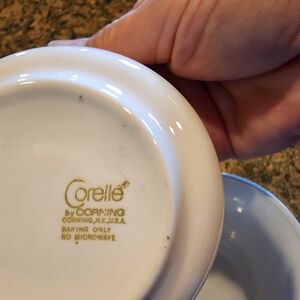 Corelle
by CORNING
CORNING, N.Y., U.S.A.
BAKING ONLY
NO MICROWAVE